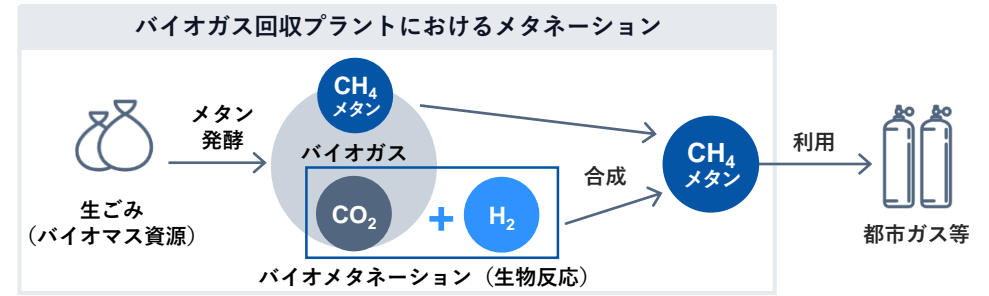 バイオガス回収プラントにおけるメタネーション
生ごみ
（バイオマス資源）
メタン
発酵
CH₄
メタン
バイオガス
CO₂
+
H₂
バイオメタネーション（生物反応）
合成
CH₄
メタン
利用
都市ガス等